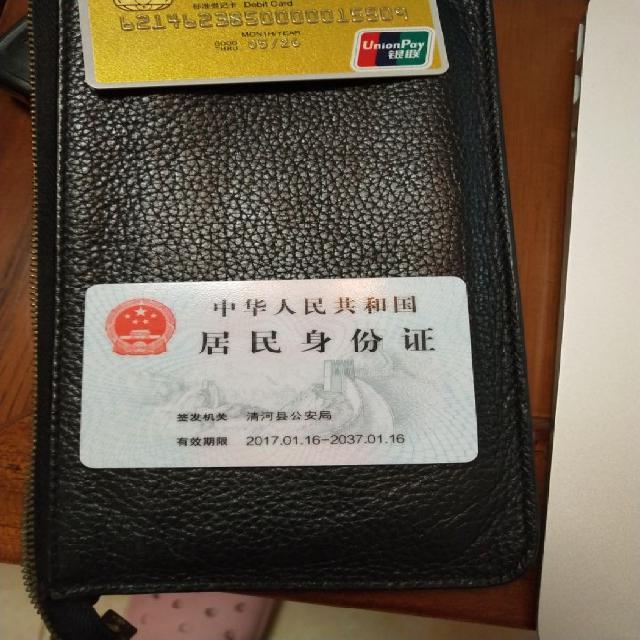 标准借记卡 Debit Card
6214623850000015509
MONTH/YEAR
GOOD THRU 05/26
UnionPay
银联
中华人民共和国
居民身份证
签发机关 清河县公安局
有效期限 2017.01.16-2037.01.16